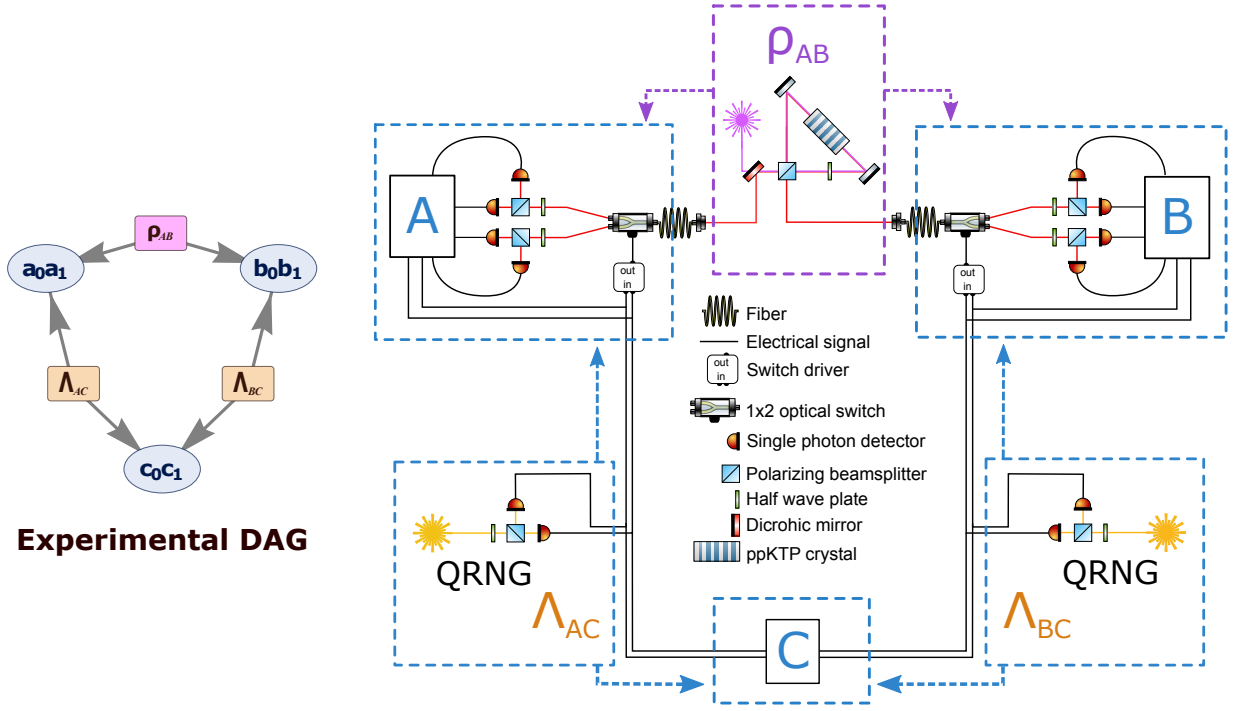 ρAB
a₀a₁
b₀b₁
ΛAC
ΛBC
c₀c₁
Experimental DAG
ρAB
A
B
out
in
out
in
Fiber
Electrical signal
out
in
Switch driver
1x2 optical switch
Single photon detector
Polarizing beamsplitter
Half wave plate
Dicrohic mirror
ppKTP crystal
QRNG
ΛAC
QRNG
ΛBC
C